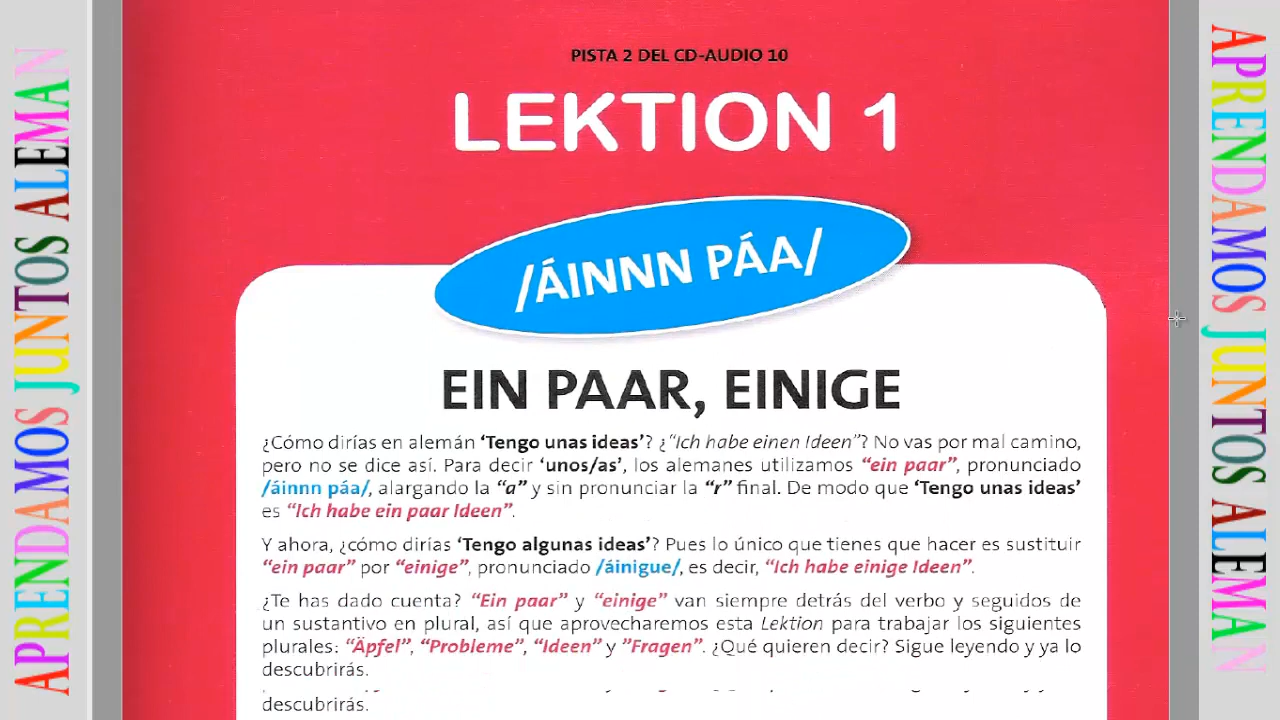 APRENDAMOS JUNTOS ALEMAN
PISTA 2 DEL CD-AUDIO 10
LEKTION 1
/ÁINNN PÁA/
EIN PAAR, EINIGE
¿Cómo dirías en alemán ‘Tengo unas ideas’? ¿“Ich habe einen Ideen”? No vas por mal camino,
pero no se dice así. Para decir ‘unos/as’, los alemanes utilizamos “ein paar”, pronunciado
/áinnn páa/, alargando la “a” y sin pronunciar la “r” final. De modo que ‘Tengo unas ideas’
es “Ich habe ein paar Ideen”.
Y ahora, ¿cómo dirías ‘Tengo algunas ideas’? Pues lo único que tienes que hacer es sustituir
“ein paar” por “einige”, pronunciado /áinigue/, es decir, “Ich habe einige Ideen”.
¿Te has dado cuenta? “Ein paar” y “einige” van siempre detrás del verbo y seguidos de
un sustantivo en plural, así que aprovecharemos esta Lektion para trabajar los siguientes
plurales: “Äpfel”, “Probleme”, “Ideen” y ”Fragen”. ¿Qué quieren decir? Sigue leyendo y ya lo
descubrirás.
descubrirás.
APRENDAMOS JUNTOS ALEMAN